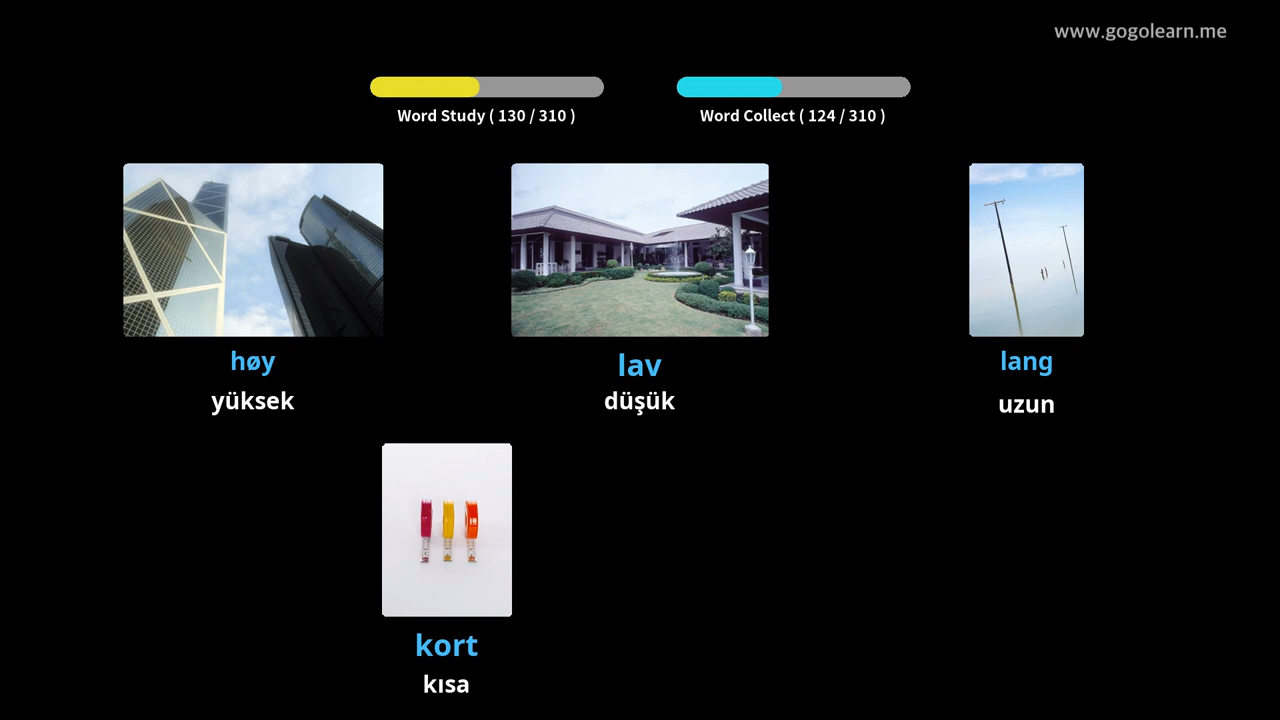 www.gogolearn.me
Word Study ( 130 / 310 )
Word Collect ( 124 / 310 )
høy
yüksek
lav
düşük
lang
uzun
kort
kısa